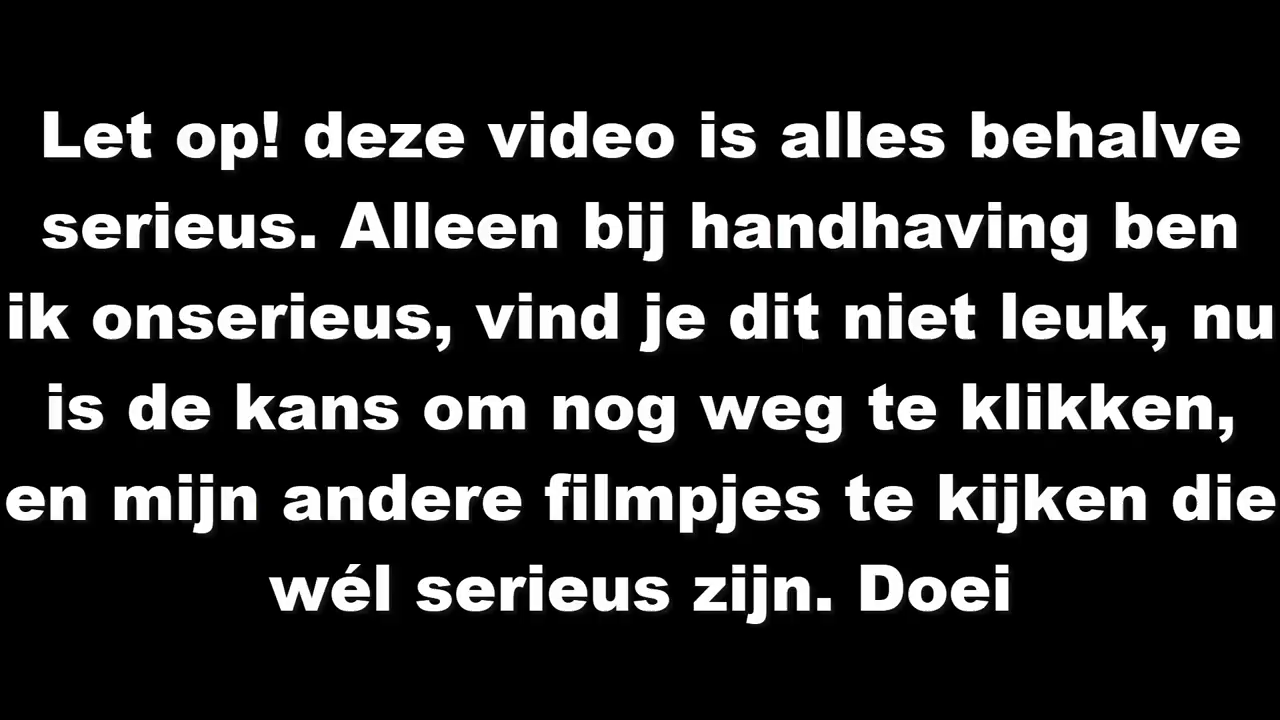 Let op! deze video is alles behalve
serieus. Alleen bij handhaving ben
ik onserieus, vind je dit niet leuk, nu
is de kans om nog weg te klikken,
en mijn andere filmpjes te kijken die
wél serieus zijn. Doei